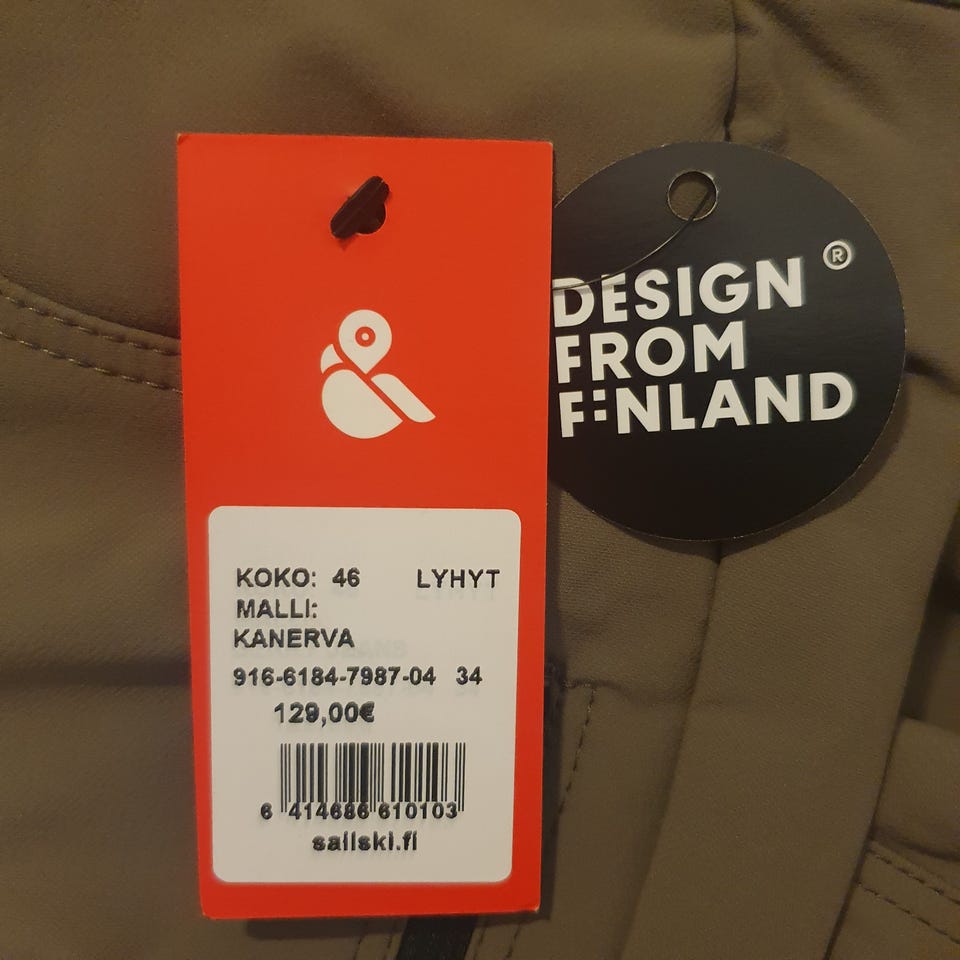 DESIGN ®
FROM
FINLAND
KOKO: 46 LYHYT
MALLI:
KANERVA
916-6184-7987-04 34
129,00€
6 414686 610103
sailski.fi